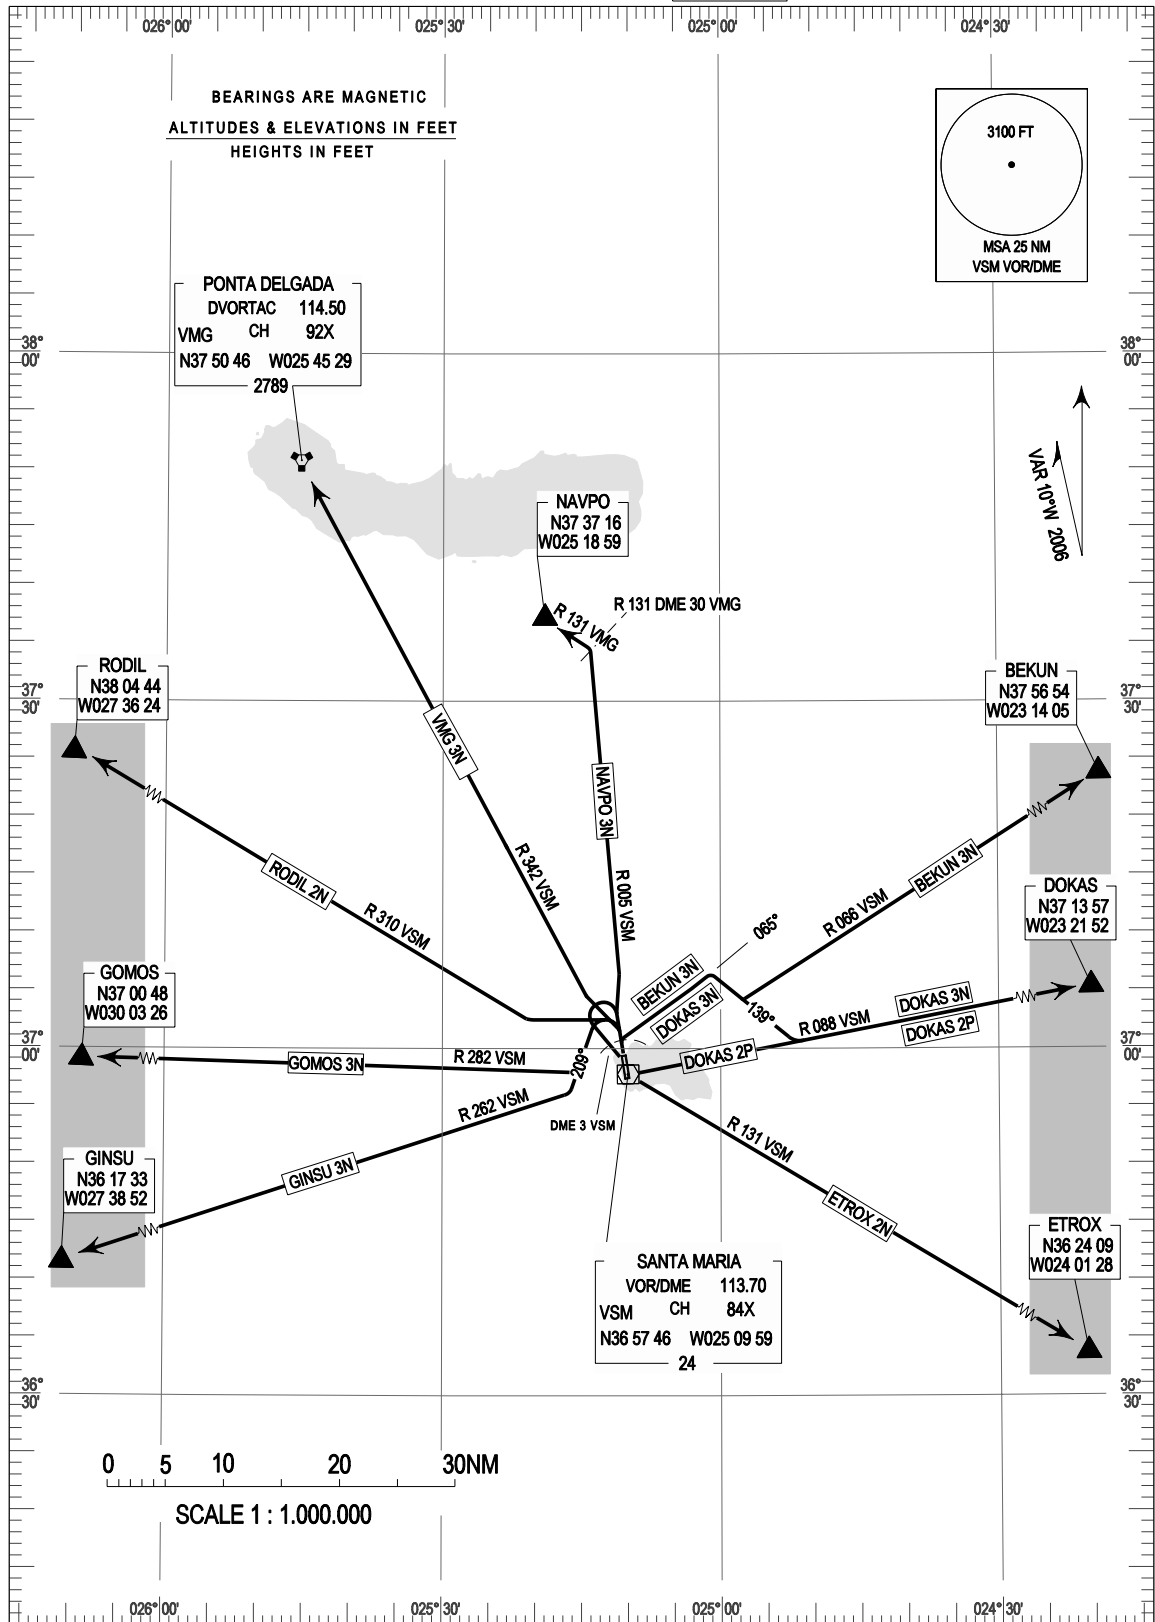 026° 00' 025° 30' 025° 00' 024° 30'
BEARINGS ARE MAGNETIC
ALTITUDES & ELEVATIONS IN FEET
HEIGHTS IN FEET
3100 FT
MSA 25 NM
VSM VOR/DME
PONTA DELGADA
DVORTAC 114.50
VMG CH 92X
N37 50 46 W025 45 29
2789
38° 00'
38° 00'
VAR 10°W 2006
NAVPO
N37 37 16
W025 18 59
R 131 DME 30 VMG
R 131 VMG
RODIL
N38 04 44
W027 36 24
37° 30'
BEKUN
N37 56 54
W023 14 05
37° 30'
VMG 3N
NAVPO 3N
RODIL 2N
R 342 VSM
R 005 VSM
BEKUN 3N
R 310 VSM
R 066 VSM
065°
DOKAS
N37 13 57
W023 21 52
BEKUN 3N
DOKAS 3N
139°
GOMOS
N37 00 48
W030 03 26
DOKAS 3N
DOKAS 2P
R 088 VSM
37° 00'
37° 00'
DOKAS 2P
GOMOS 3N
R 282 VSM
209°
R 262 VSM
DME 3 VSM
R 131 VSM
GINSU
N36 17 33
W027 38 52
GINSU 3N
ETROX 2N
ETROX
N36 24 09
W024 01 28
SANTA MARIA
VOR/DME 113.70
VSM CH 84X
N36 57 46 W025 09 59
24
36° 30'
36° 30'
0 5 10 20 30NM
SCALE 1 : 1.000.000
026° 00' 025° 30' 025° 00' 024° 30'